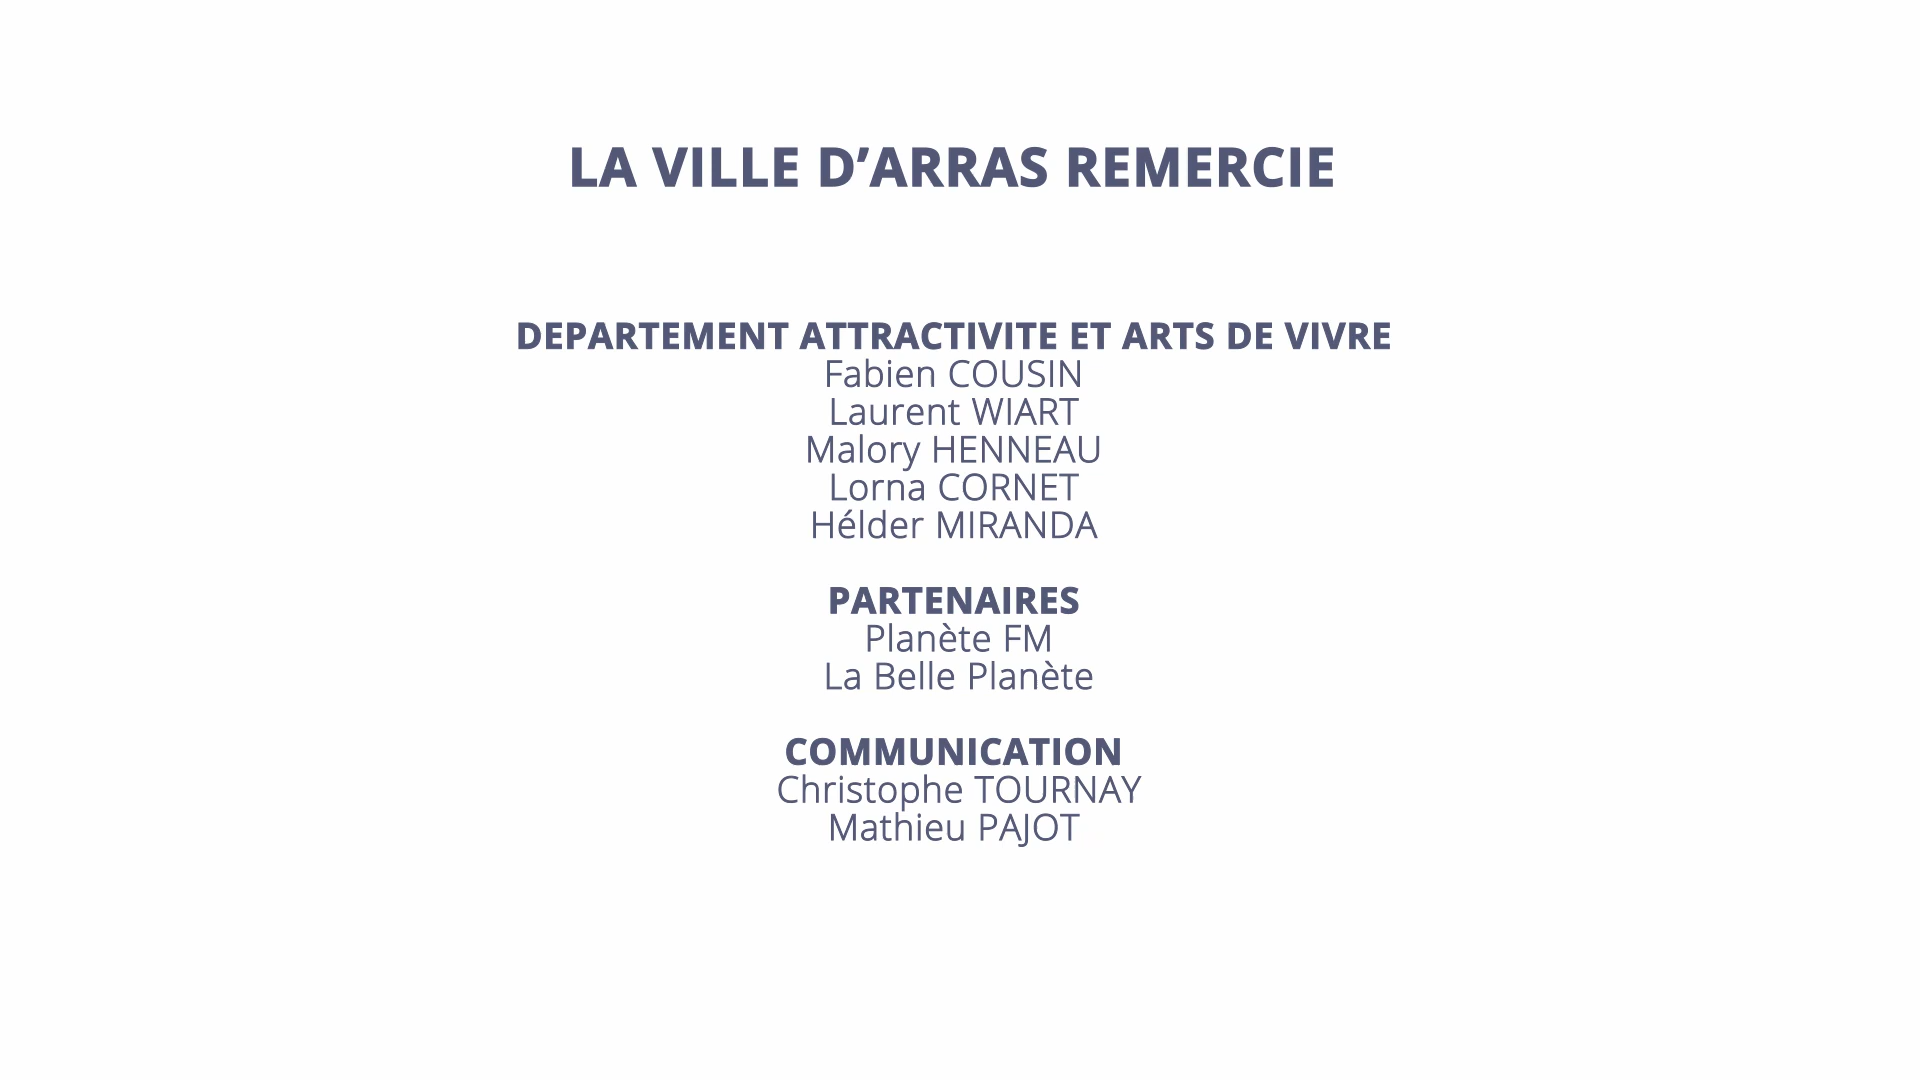 LA VILLE D’ARRAS REMERCIE
DEPARTEMENT ATTRACTIVITE ET ARTS DE VIVRE
Fabien COUSIN
Laurent WIART
Malory HENNEAU
Lorna CORNET
Hélder MIRANDA
PARTENAIRES
Planète FM
La Belle Planète
COMMUNICATION
Christophe TOURNAY
Mathieu PAJOT